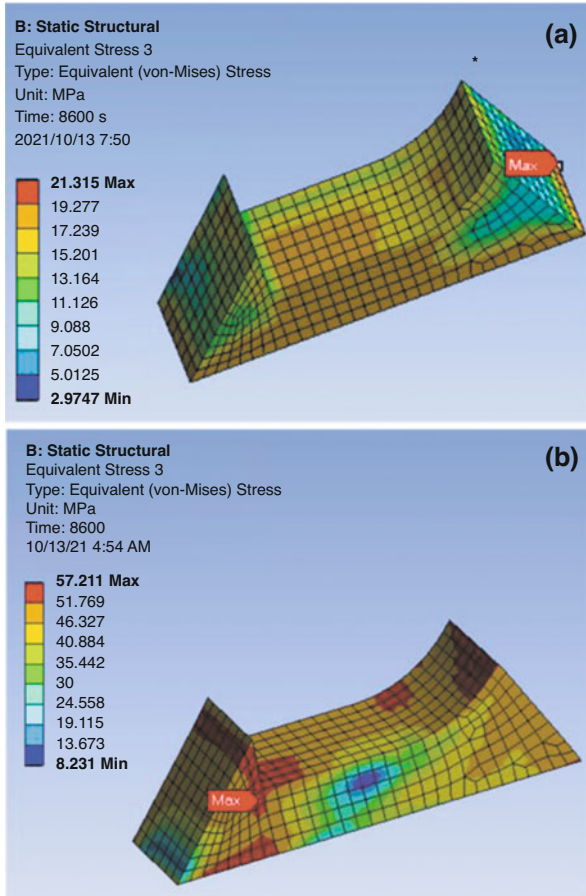 B: Static Structural
Equivalent Stress 3
Type: Equivalent (von-Mises) Stress
Unit: MPa
Time: 8600 s
2021/10/13 7:50
(a)
*
21.315 Max
19.277
17.239
15.201
13.164
11.126
9.088
7.0502
5.0125
2.9747 Min
Max
B: Static Structural
Equivalent Stress 3
Type: Equivalent (von-Mises) Stress
Unit: MPa
Time: 8600
10/13/21 4:54 AM
(b)
57.211 Max
51.769
46.327
40.884
35.442
30
24.558
19.115
13.673
8.231 Min
Max